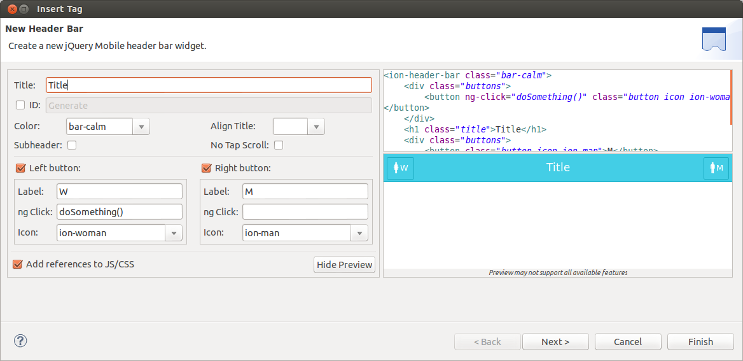 Insert Tag
New Header Bar
Create a new jQuery Mobile header bar widget.
Title: Title
ID: Generate
Color: bar-calm Align Title:
Subheader: No Tap Scroll:
Left button: Right button:
Label: W Label: M
ng Click: doSomething() ng Click:
Icon: ion-woman Icon: ion-man
Add references to JS/CSS Hide Preview
<ion-header-bar class="bar-calm">
<div class="buttons">
<button ng-click="doSomething()" class="button icon ion-woma
</button>
</div>
<h1 class="title">Title</h1>
<div class="buttons">
<button class="button icon ion-man">M</button>
W Title M
Preview may not support all available features
? < Back Next > Cancel Finish